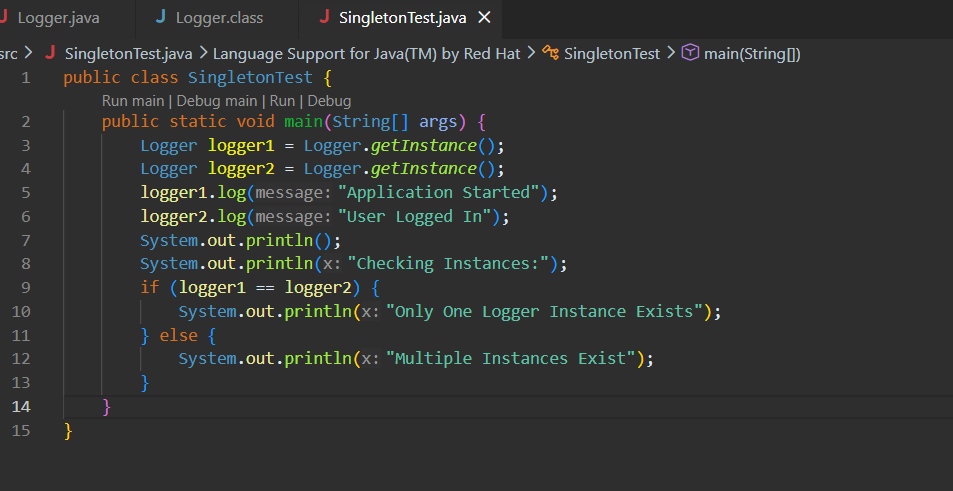 Logger.java Logger.class SingletonTest.java
src > SingletonTest.java > Language Support for Java(TM) by Red Hat > SingletonTest > main(String[])
1 public class SingletonTest {
Run main | Debug main | Run | Debug
2 public static void main(String[] args) {
3 Logger logger1 = Logger.getInstance();
4 Logger logger2 = Logger.getInstance();
5 logger1.log(message: "Application Started");
6 logger2.log(message: "User Logged In");
7 System.out.println();
8 System.out.println(x: "Checking Instances:");
9 if (logger1 == logger2) {
10 System.out.println(x: "Only One Logger Instance Exists");
11 } else {
12 System.out.println(x: "Multiple Instances Exist");
13 }
14 }
15 }